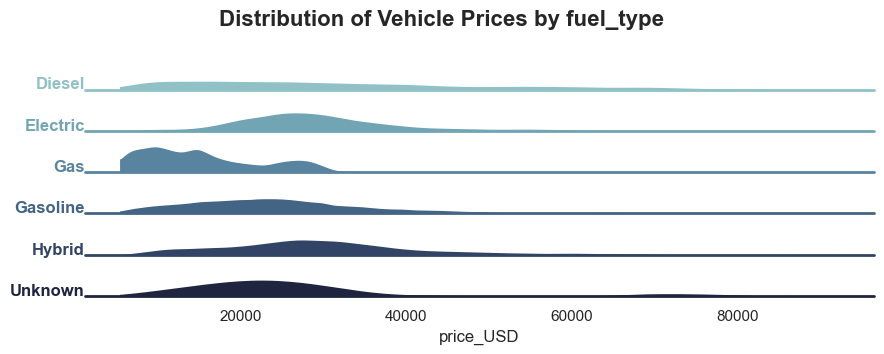 Distribution of Vehicle Prices by fuel_type
Diesel
Electric
Gas
Gasoline
Hybrid
Unknown
20000 40000 60000 80000
price_USD